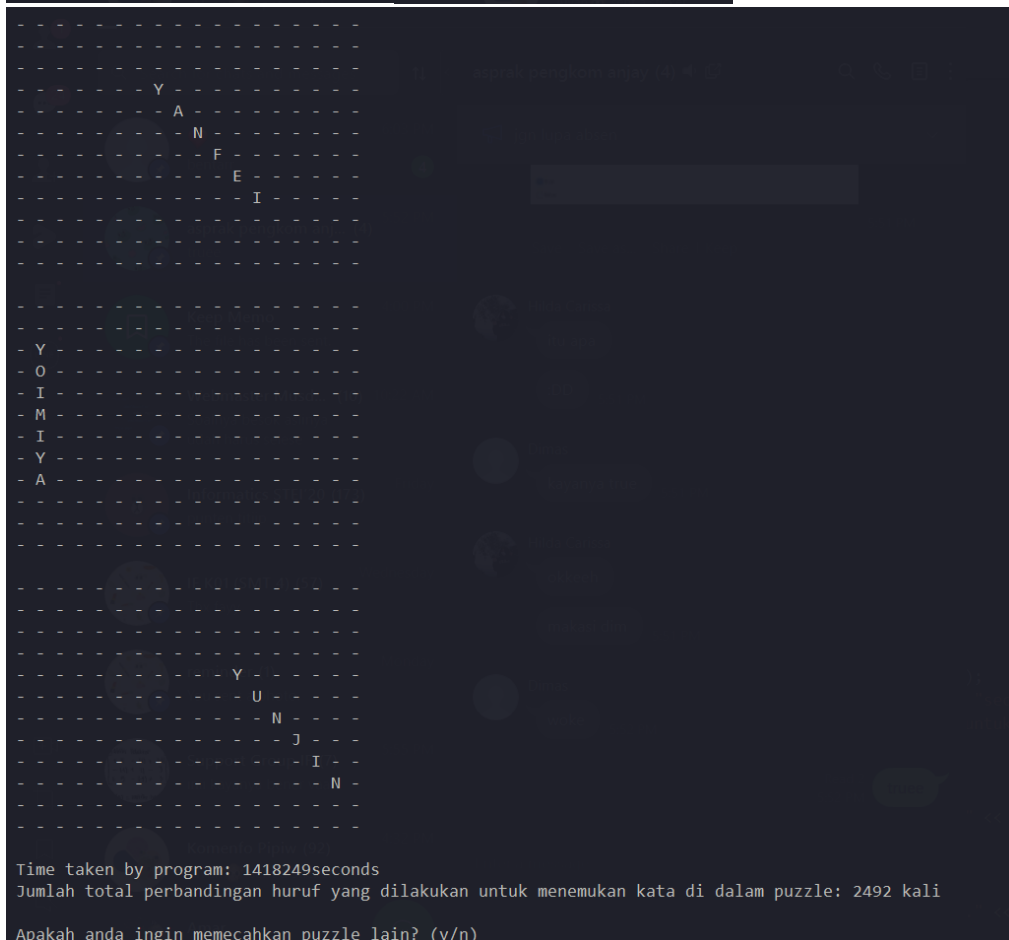 - - - - - - - - - - - - - - - - - -
- - - - - - - - - - - - - - - - - -
- - - - - - - - - - - - - - - - - -
- - - - - - - Y - - - - - - - - - -
- - - - - - - - A - - - - - - - - -
- - - - - - - - - N - - - - - - - -
- - - - - - - - - - F - - - - - - -
- - - - - - - - - - - E - - - - - -
- - - - - - - - - - - - I - - - - -
- - - - - - - - - - - - - - - - - -
- - - - - - - - - - - - - - - - - -
- - - - - - - - - - - - - - - - - -
- - - - - - - - - - - - - - - - - -
- - - - - - - - - - - - - - - - - -
- Y - - - - - - - - - - - - - - - -
- O - - - - - - - - - - - - - - - -
- I - - - - - - - - - - - - - - - -
- M - - - - - - - - - - - - - - - -
- I - - - - - - - - - - - - - - - -
- Y - - - - - - - - - - - - - - - -
- A - - - - - - - - - - - - - - - -
- - - - - - - - - - - - - - - - - -
- - - - - - - - - - - - - - - - - -
- - - - - - - - - - - - - - - - - -
- - - - - - - - - - - - - - - - - -
- - - - - - - - - - - - - - - - - -
- - - - - - - - - - - - - - - - - -
- - - - - - - - - - - - - - - - - -
- - - - - - - - - - - Y - - - - - -
- - - - - - - - - - - - U - - - - -
- - - - - - - - - - - - - N - - - -
- - - - - - - - - - - - - - J - - -
- - - - - - - - - - - - - - - I - -
- - - - - - - - - - - - - - - - N -
- - - - - - - - - - - - - - - - - -
- - - - - - - - - - - - - - - - - -
Time taken by program: 1418249seconds
Jumlah total perbandingan huruf yang dilakukan untuk menemukan kata di dalam puzzle: 2492 kali
Apakah anda ingin memecahkan puzzle lain? (y/n)